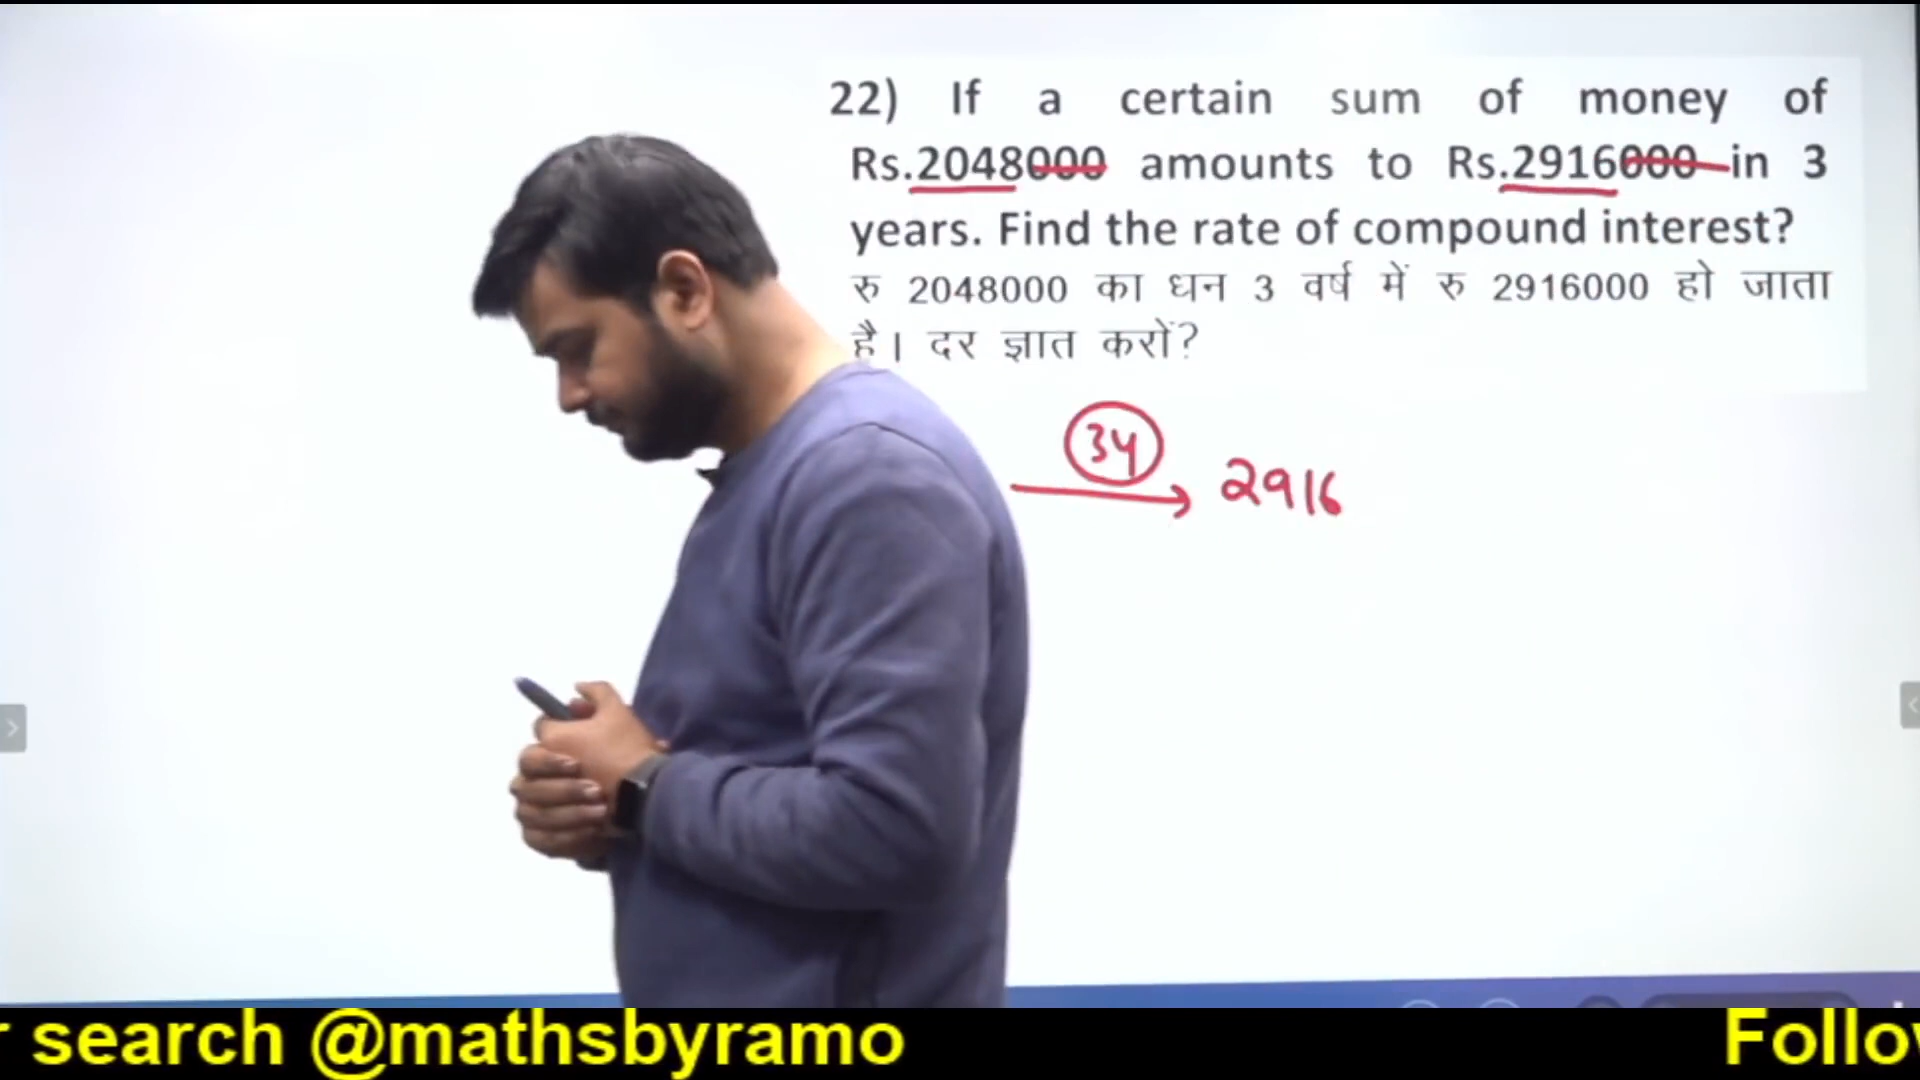 22) If a certain sum of money of
Rs.2048000 amounts to Rs.2916000 in 3
years. Find the rate of compound interest?
रु 2048000 का धन 3 वर्ष में रु 2916000 हो जाता
है। दर ज्ञात करों?
3y
2916
search @mathsbyramo
Follo